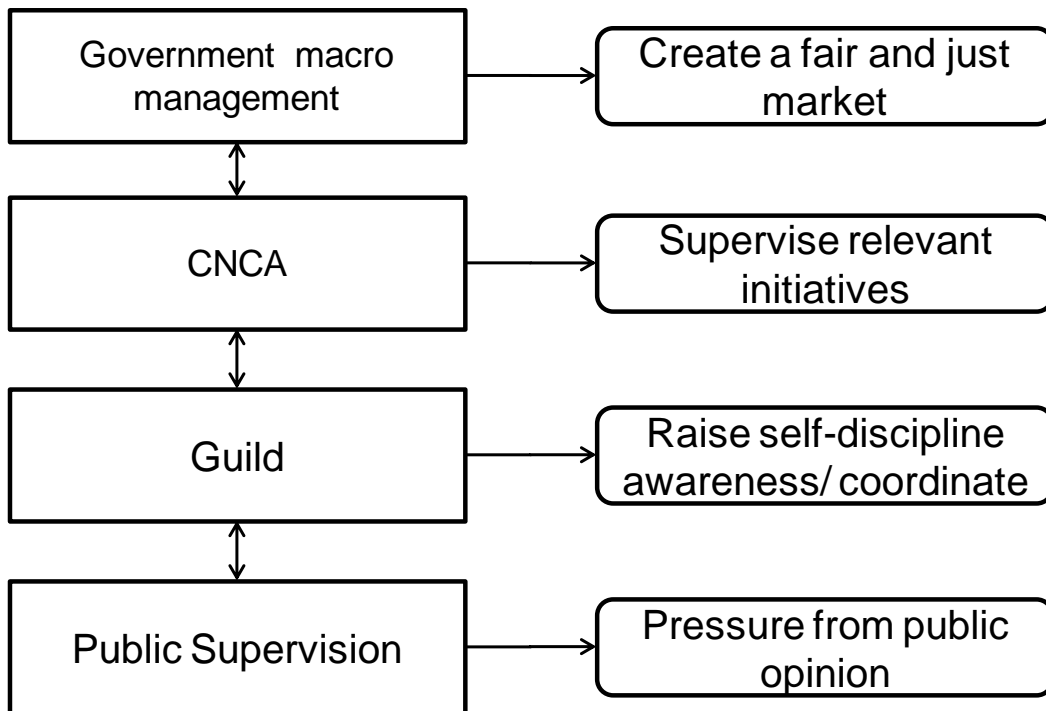 Government macro
management
Create a fair and just
market
CNCA
Supervise relevant
initiatives
Guild
Raise self-discipline
awareness/ coordinate
Public Supervision
Pressure from public
opinion